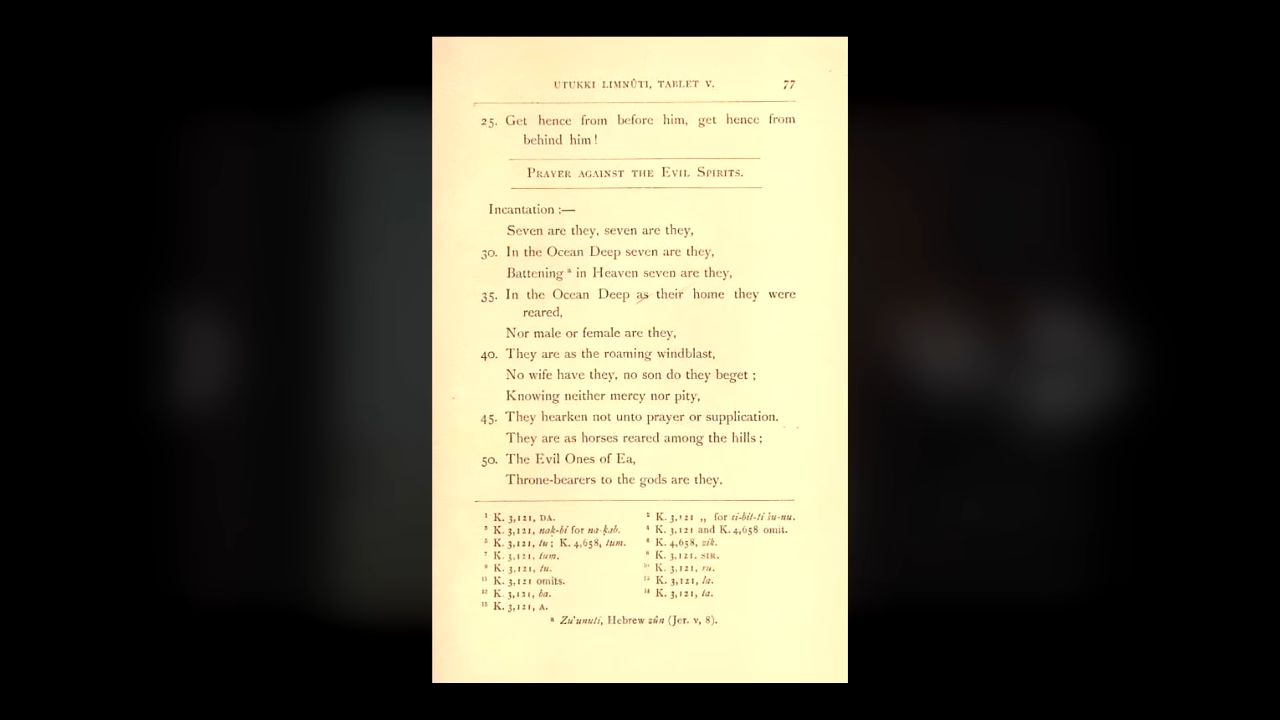 UTUKKI LIMNÛTI, TABLET V. 77
25. Get hence from before him, get hence from
behind him!
PRAYER AGAINST THE EVIL SPIRITS.
Incantation :—
Seven are they, seven are they,
30. In the Ocean Deep seven are they,
Battening ª in Heaven seven are they,
35. In the Ocean Deep as their home they were
reared,
Nor male or female are they,
40. They are as the roaming windblast,
No wife have they, no son do they beget ;
Knowing neither mercy nor pity,
45. They hearken not unto prayer or supplication.
They are as horses reared among the hills ;
50. The Evil Ones of Ea,
Throne-bearers to the gods are they.
¹ K. 3,121, DA. ² K. 3,121 „ for si-bit-ti šu-nu.
³ K. 3,121, nak-bi for na-ḳab. ⁴ K. 3,121 and K. 4,658 omit.
⁵ K. 3,121, tu ; K. 4,658, tum. ⁶ K. 4,658, zik.
⁷ K. 3,121, tum. ⁸ K. 3,121, SIR.
⁹ K. 3,121, tu. ¹⁰ K. 3,121, ru.
¹¹ K. 3,121 omits. K. 3,121, la.
K. 3,121, ba. ¹⁴ K. 3,121, ta.
¹⁵ K. 3,121, A.
ª Zu'unuti, Hebrew zûn (Jer. v, 8).